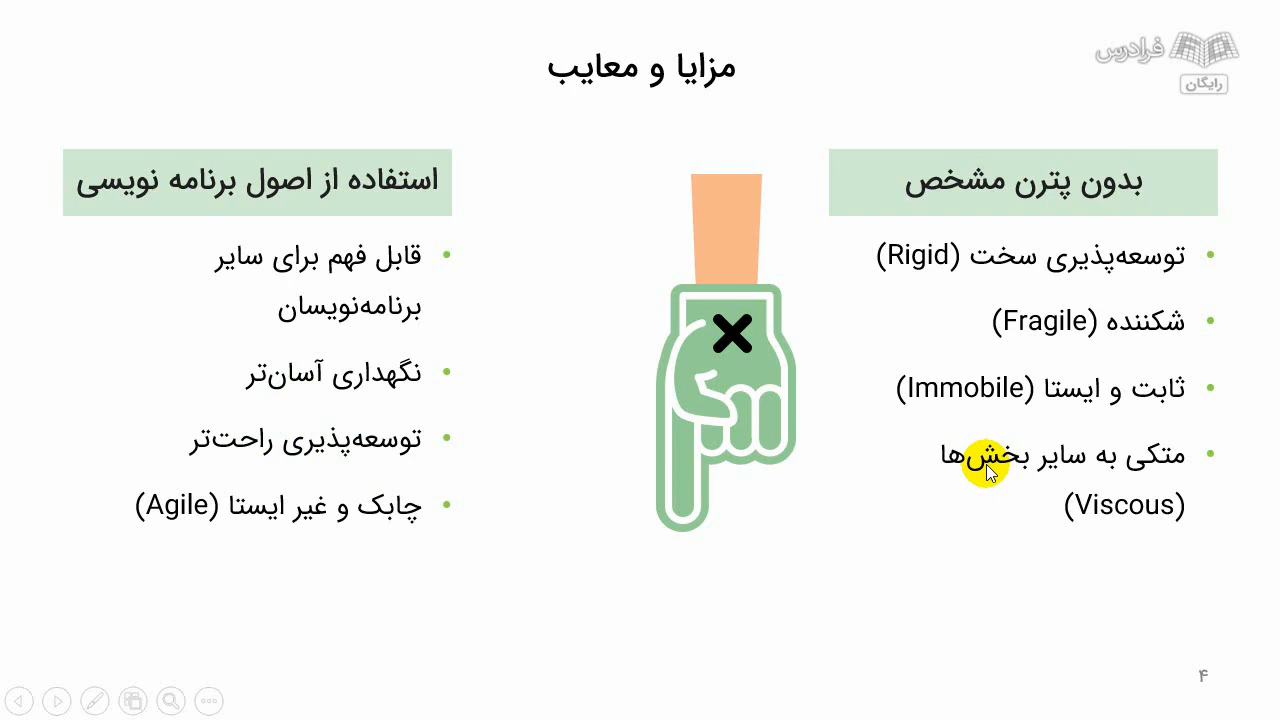 فرادرس
رایگان
مزایا و معایب
بدون پترن مشخص
توسعه‌پذیری سخت (Rigid)
شکننده (Fragile)
ثابت و ایستا (Immobile)
متکی به سایر بخش‌ها
(Viscous)
استفاده از اصول برنامه نویسی
قابل فهم برای سایر
برنامه‌نویسان
نگهداری آسان‌تر
توسعه‌پذیری راحت‌تر
چابک و غیر ایستا (Agile)
۴